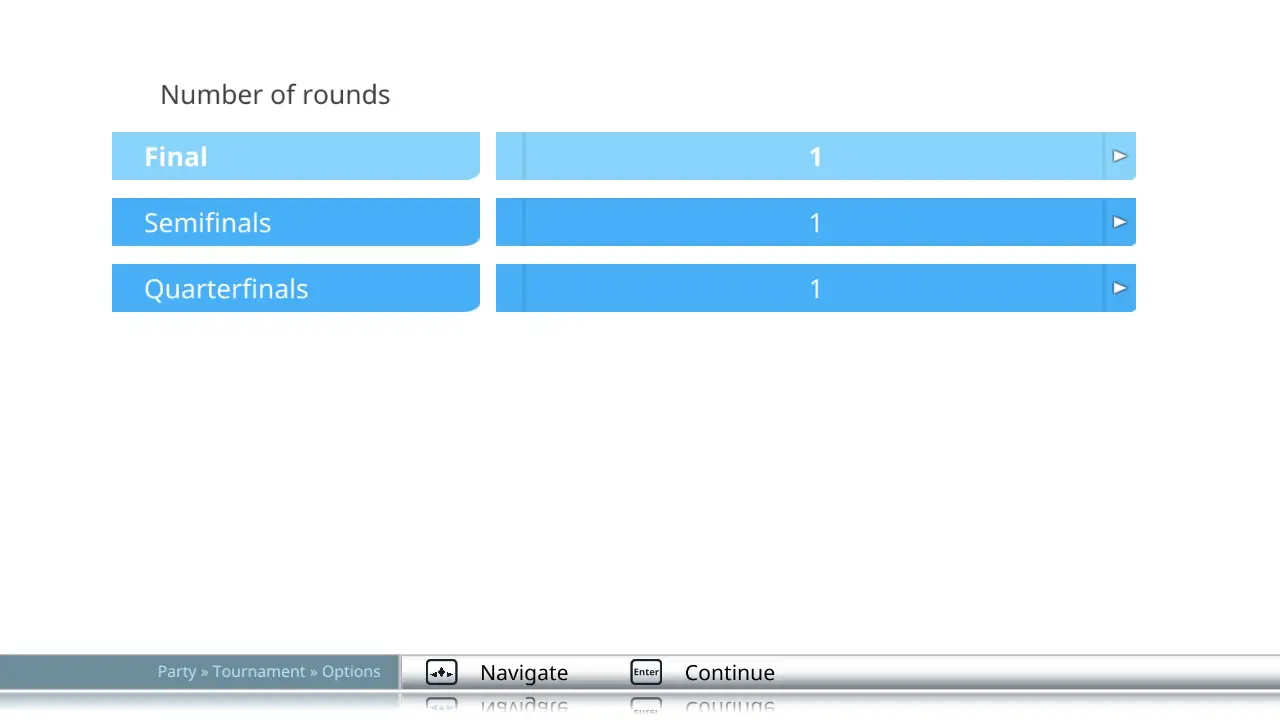 Number of rounds
Final 1
Semifinals 1
Quarterfinals 1
Party » Tournament » Options Navigate Enter Continue